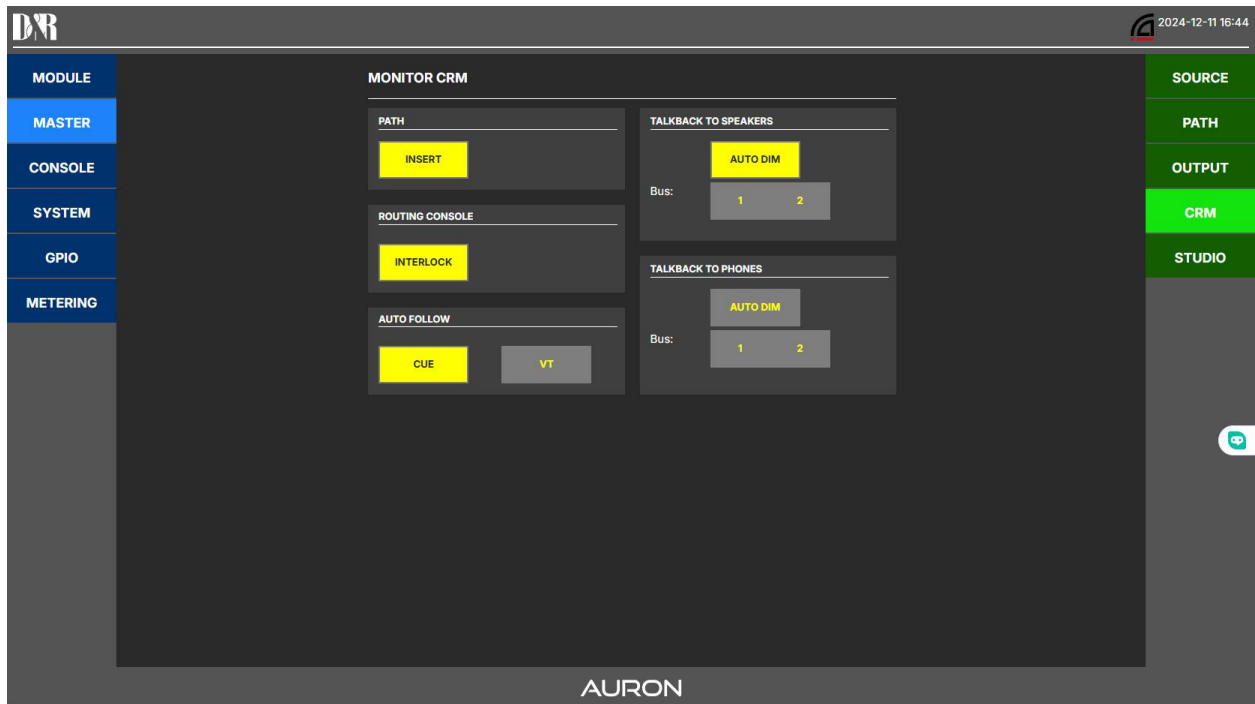 D&R
2024-12-11 16:44
MODULE
MASTER
CONSOLE
SYSTEM
GPIO
METERING
MONITOR CRM
PATH
INSERT
ROUTING CONSOLE
INTERLOCK
AUTO FOLLOW
CUE VT
TALKBACK TO SPEAKERS
AUTO DIM
Bus: 1 2
TALKBACK TO PHONES
AUTO DIM
Bus: 1 2
SOURCE
PATH
OUTPUT
CRM
STUDIO
AURON